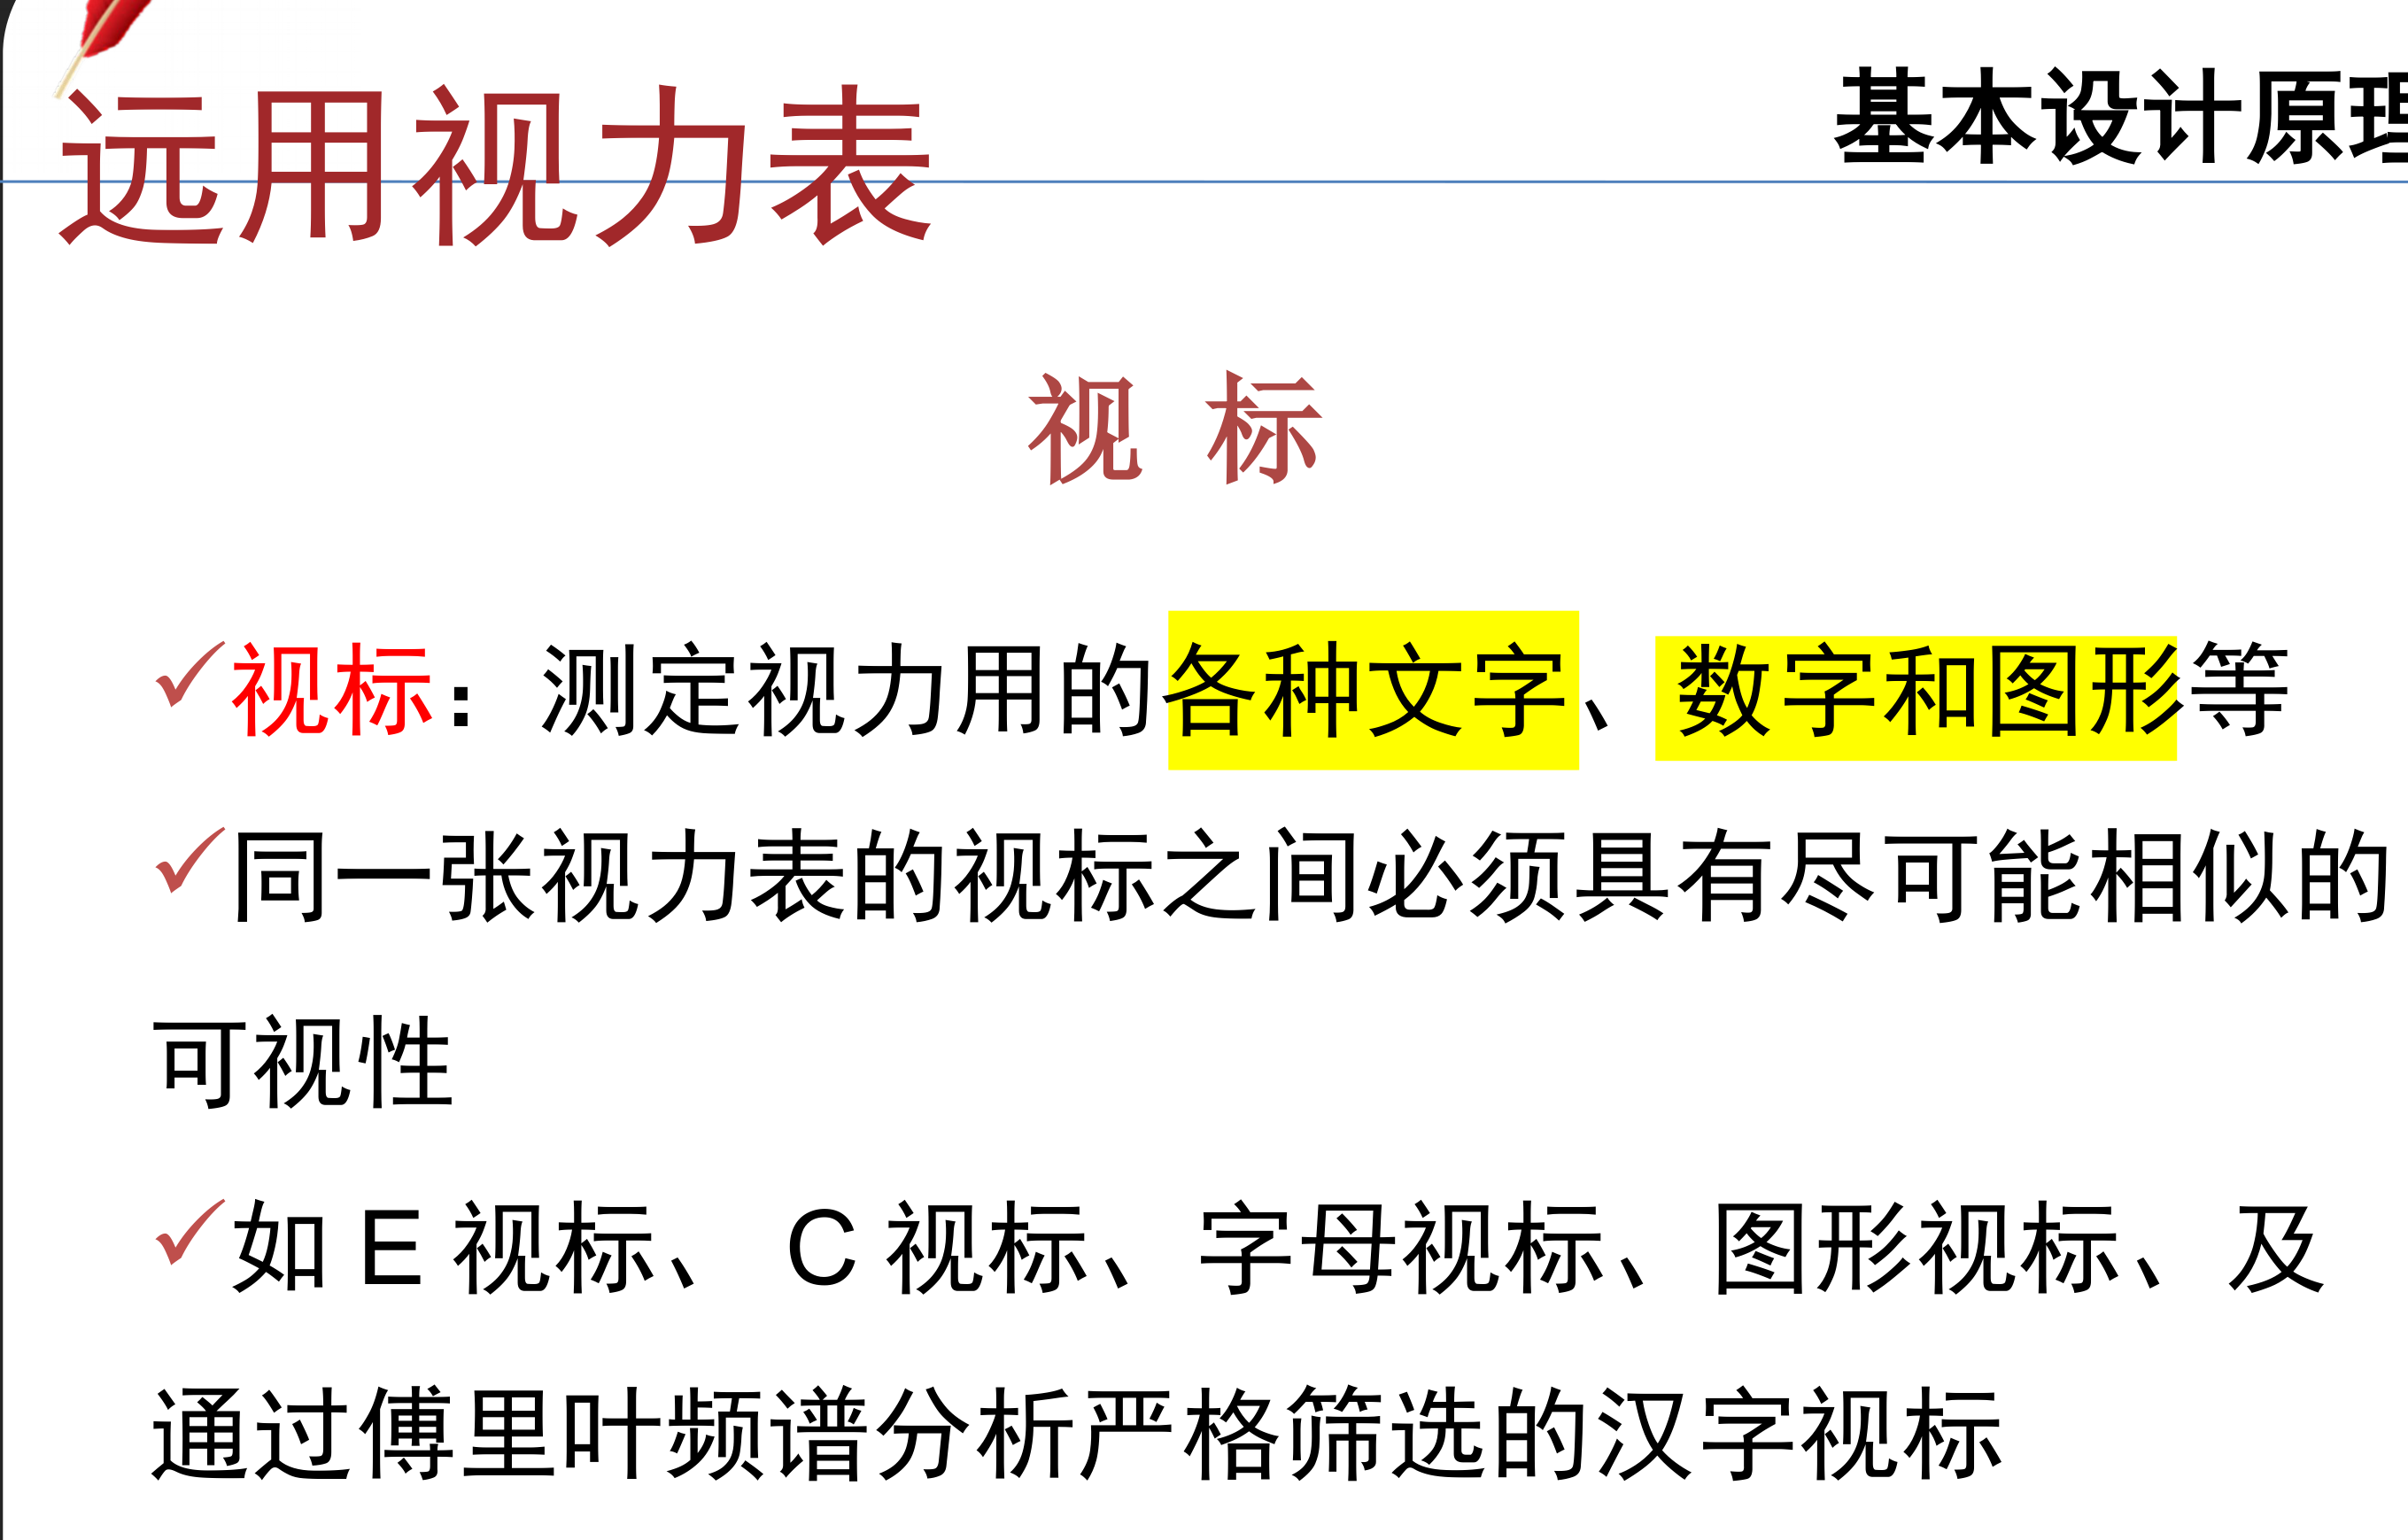 远用视力表
基本设计原理
视 标
视标：测定视力用的各种文字、数字和图形等
同一张视力表的视标之间必须具有尽可能相似的
可视性
如 E 视标、 C 视标、字母视标、图形视标、及
通过傅里叶频谱分析严格筛选的汉字视标